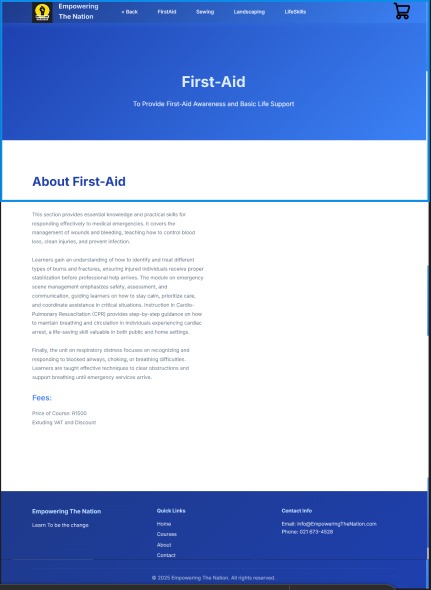 Empowering
The Nation
< Back
FirstAid
Sewing
Landscaping
LifeSkills
First-Aid
To Provide First-Aid Awareness and Basic Life Support
About First-Aid
This section provides essential knowledge and practical skills for
responding effectively to medical emergencies. It covers the
management of wounds and bleeding, teaching how to control blood
loss, clean injuries, and prevent infection.
Learners gain an understanding of how to identify and treat different
types of burns and fractures, ensuring injured individuals receive proper
stabilization before professional help arrives. The module on emergency
scene management emphasizes safety, assessment, and
communication, guiding learners on how to stay calm, prioritize care,
and coordinate assistance in critical situations. Instruction in Cardio-
Pulmonary Resuscitation (CPR) provides step-by-step guidance on how
to maintain breathing and circulation in individuals experiencing cardiac
arrest, a life-saving skill valuable in both public and home settings.
Finally, the unit on respiratory distress focuses on recognizing and
responding to blocked airways, choking, or breathing difficulties.
Learners are taught effective techniques to clear obstructions and
support breathing until emergency services arrive.
Fees:
Price of Course: R1500
Exluding VAT and Discount
Empowering The Nation
Learn To be the change
Quick Links
Home
Courses
About
Contact
Contact Info
Email: Info@EmpoweringTheNation.com
Phone: 021 673-4528
© 2025 Empowering The Nation. All rights reserved.